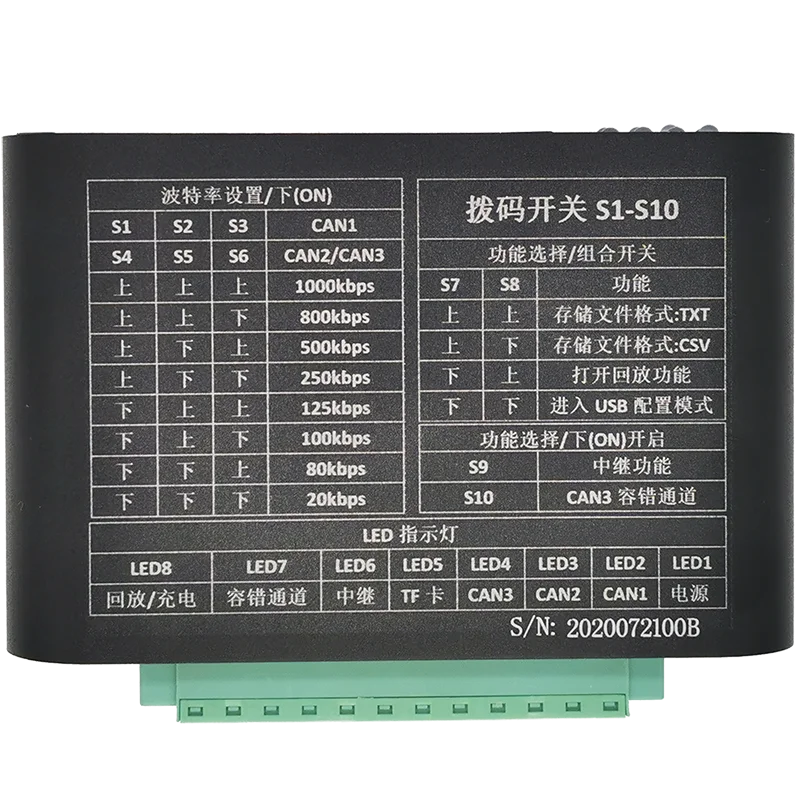 波特率设置/下(ON)
S1 S2 S3 CAN1
S4 S5 S6 CAN2/CAN3
上 上 上 1000kbps
上 上 下 800kbps
上 下 上 500kbps
上 下 下 250kbps
下 上 上 125kbps
下 上 下 100kbps
下 下 上 80kbps
下 下 下 20kbps
拨码开关 S1-S10
功能选择/组合开关
S7 S8 功能
上 上 存储文件格式:TXT
上 下 存储文件格式:CSV
下 上 打开回放功能
下 下 进入 USB 配置模式
功能选择/下(ON)开启
S9 中继功能
S10 CAN3 容错通道
LED 指示灯
LED8 LED7 LED6 LED5 LED4 LED3 LED2 LED1
回放/充电 容错通道 中继 TF 卡 CAN3 CAN2 CAN1 电源
S/N: 2020072100B